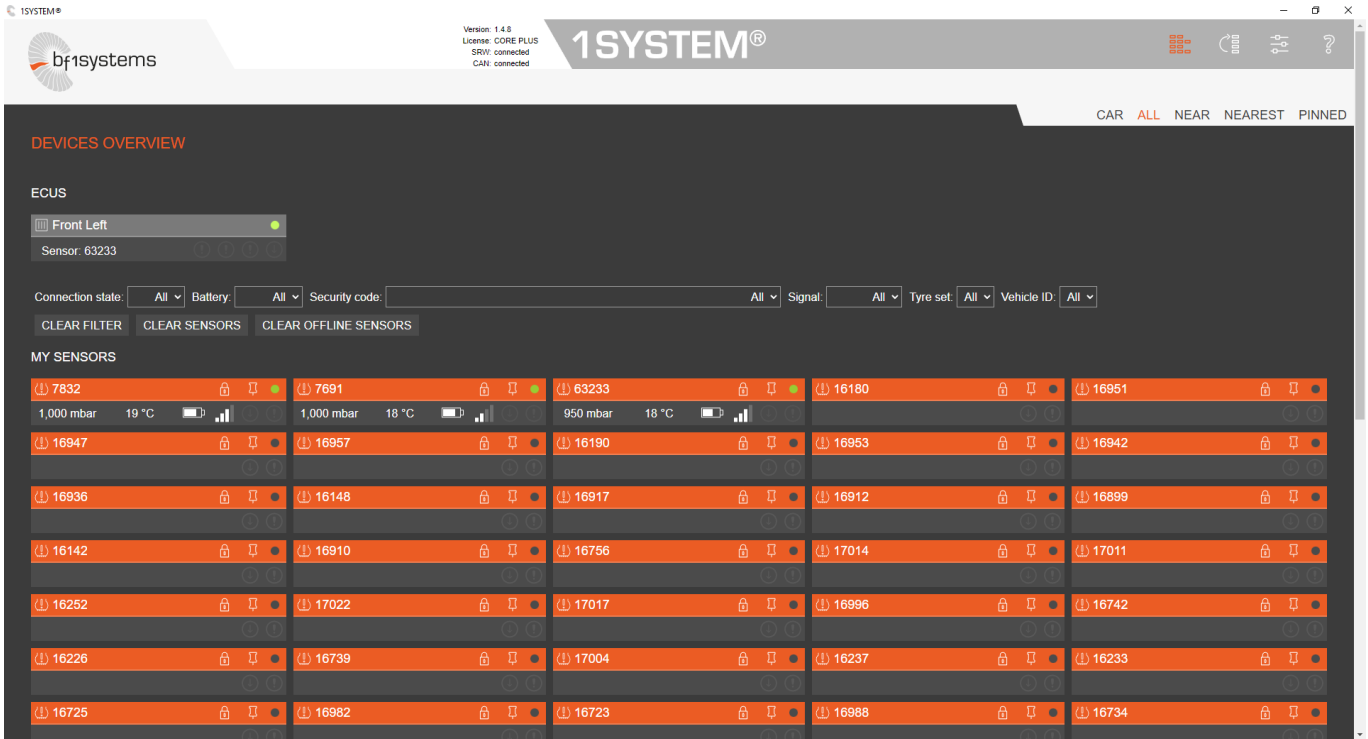 1SYSTEM®
bf1systems
Version: 1.4.8
License: CORE PLUS
SRW: connected
CAN: connected
1SYSTEM®
CAR ALL NEAR NEAREST PINNED
DEVICES OVERVIEW
ECUS
Front Left
Sensor: 63233
Connection state: All Battery: All Security code: All Signal: All Tyre set: All Vehicle ID: All
CLEAR FILTER CLEAR SENSORS CLEAR OFFLINE SENSORS
MY SENSORS
7832 7691 63233 16180 16951
1,000 mbar 19 °C 1,000 mbar 18 °C 950 mbar 18 °C
16947 16957 16190 16953 16942
16936 16148 16917 16912 16899
16142 16910 16756 17014 17011
16252 17022 17017 16996 16742
16226 16739 17004 16237 16233
16725 16982 16723 16988 16734